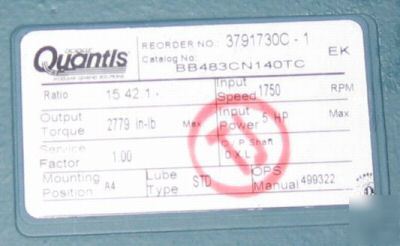 DODGE
Quantis
REORDER NO: 3791730C - 1
EK
Catalog No:
BB483CN140TC
Ratio 15.42 1
Input Speed 1750 RPM
Output Torque 2779 in-lb Max
Input Power 5 HP Max
Service Factor 1.00
O/P Shaft
Mounting Position A4
Lube Type STD
OPS Manual 499322